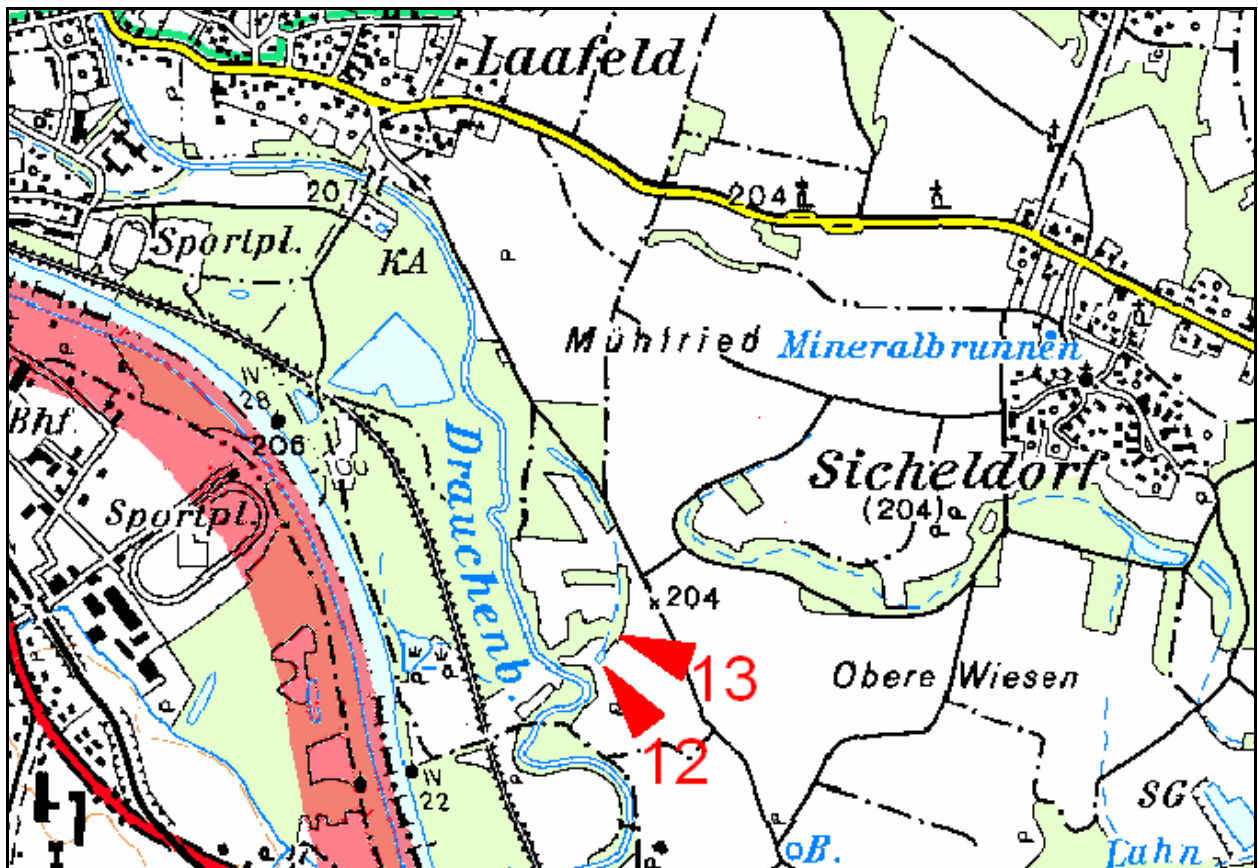 Laafeld
207
204
Sportpl.
KA
Mühlried
Mineralbrunnen
IV
28
206
Bhf.
Sportpl.
Drauchenb.
Sicheldorf
(204)
204
13
Obere Wiesen
12
IV
22
SG
Lahn
B.